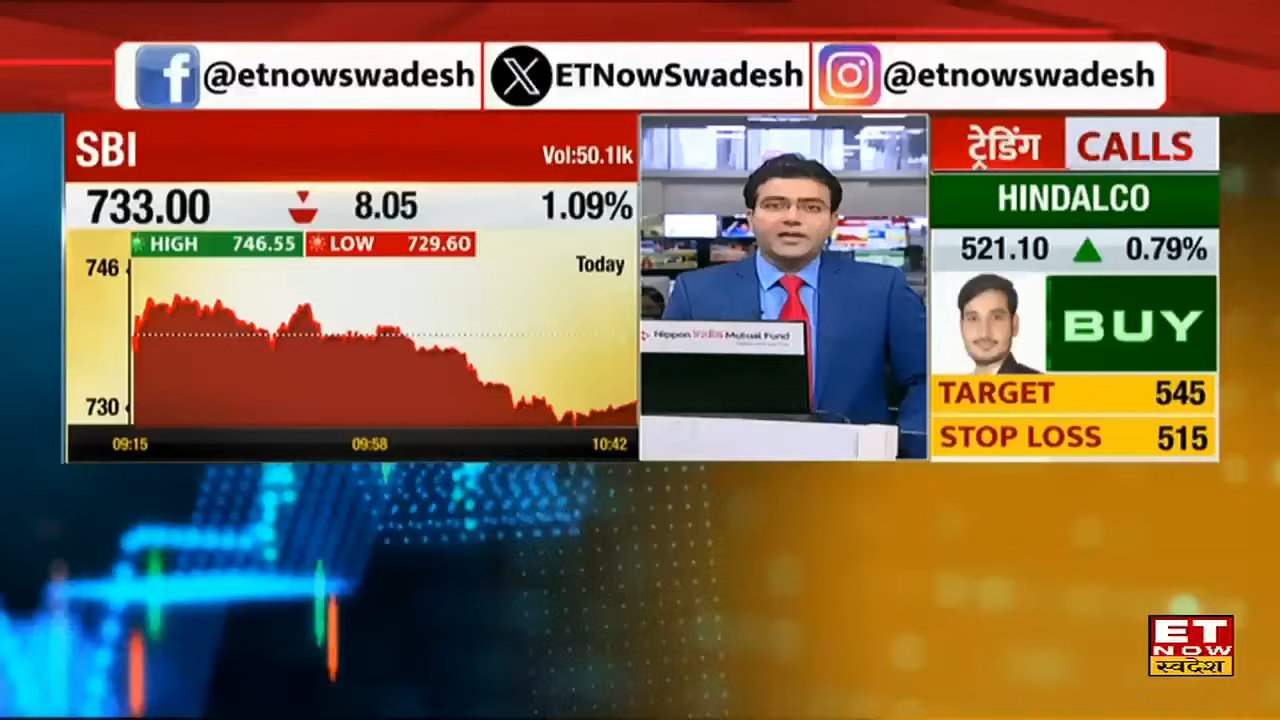 @etnowswadesh
ETNowSwadesh
@etnowswadesh
SBI
Vol:50.1lk
733.00 8.05 1.09%
HIGH 746.55 LOW 729.60
Today
746
730
09:15 09:58 10:42
Nippon India Mutual Fund
ट्रेडिंग CALLS
HINDALCO
521.10 0.79%
BUY
TARGET 545
STOP LOSS 515
ET
NOW
स्वदेश